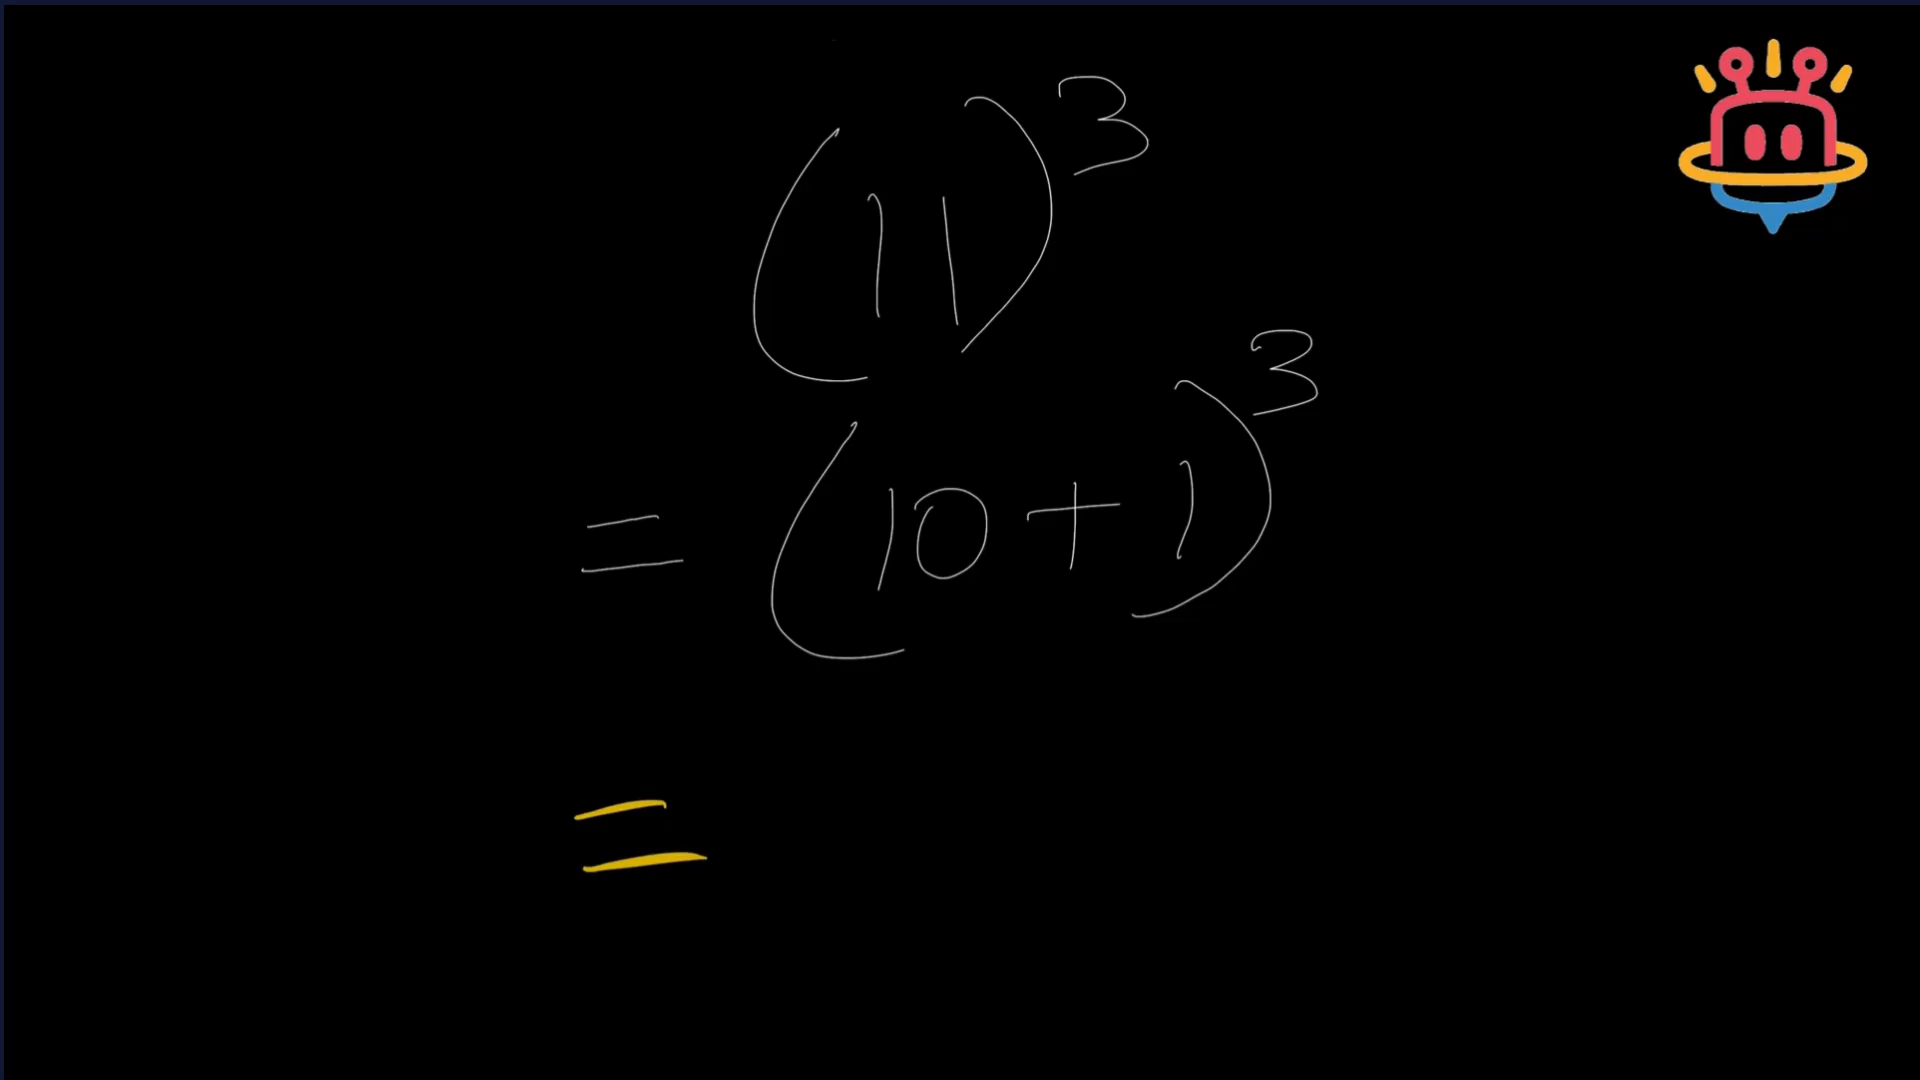 (11)³
= (10+1)³
=